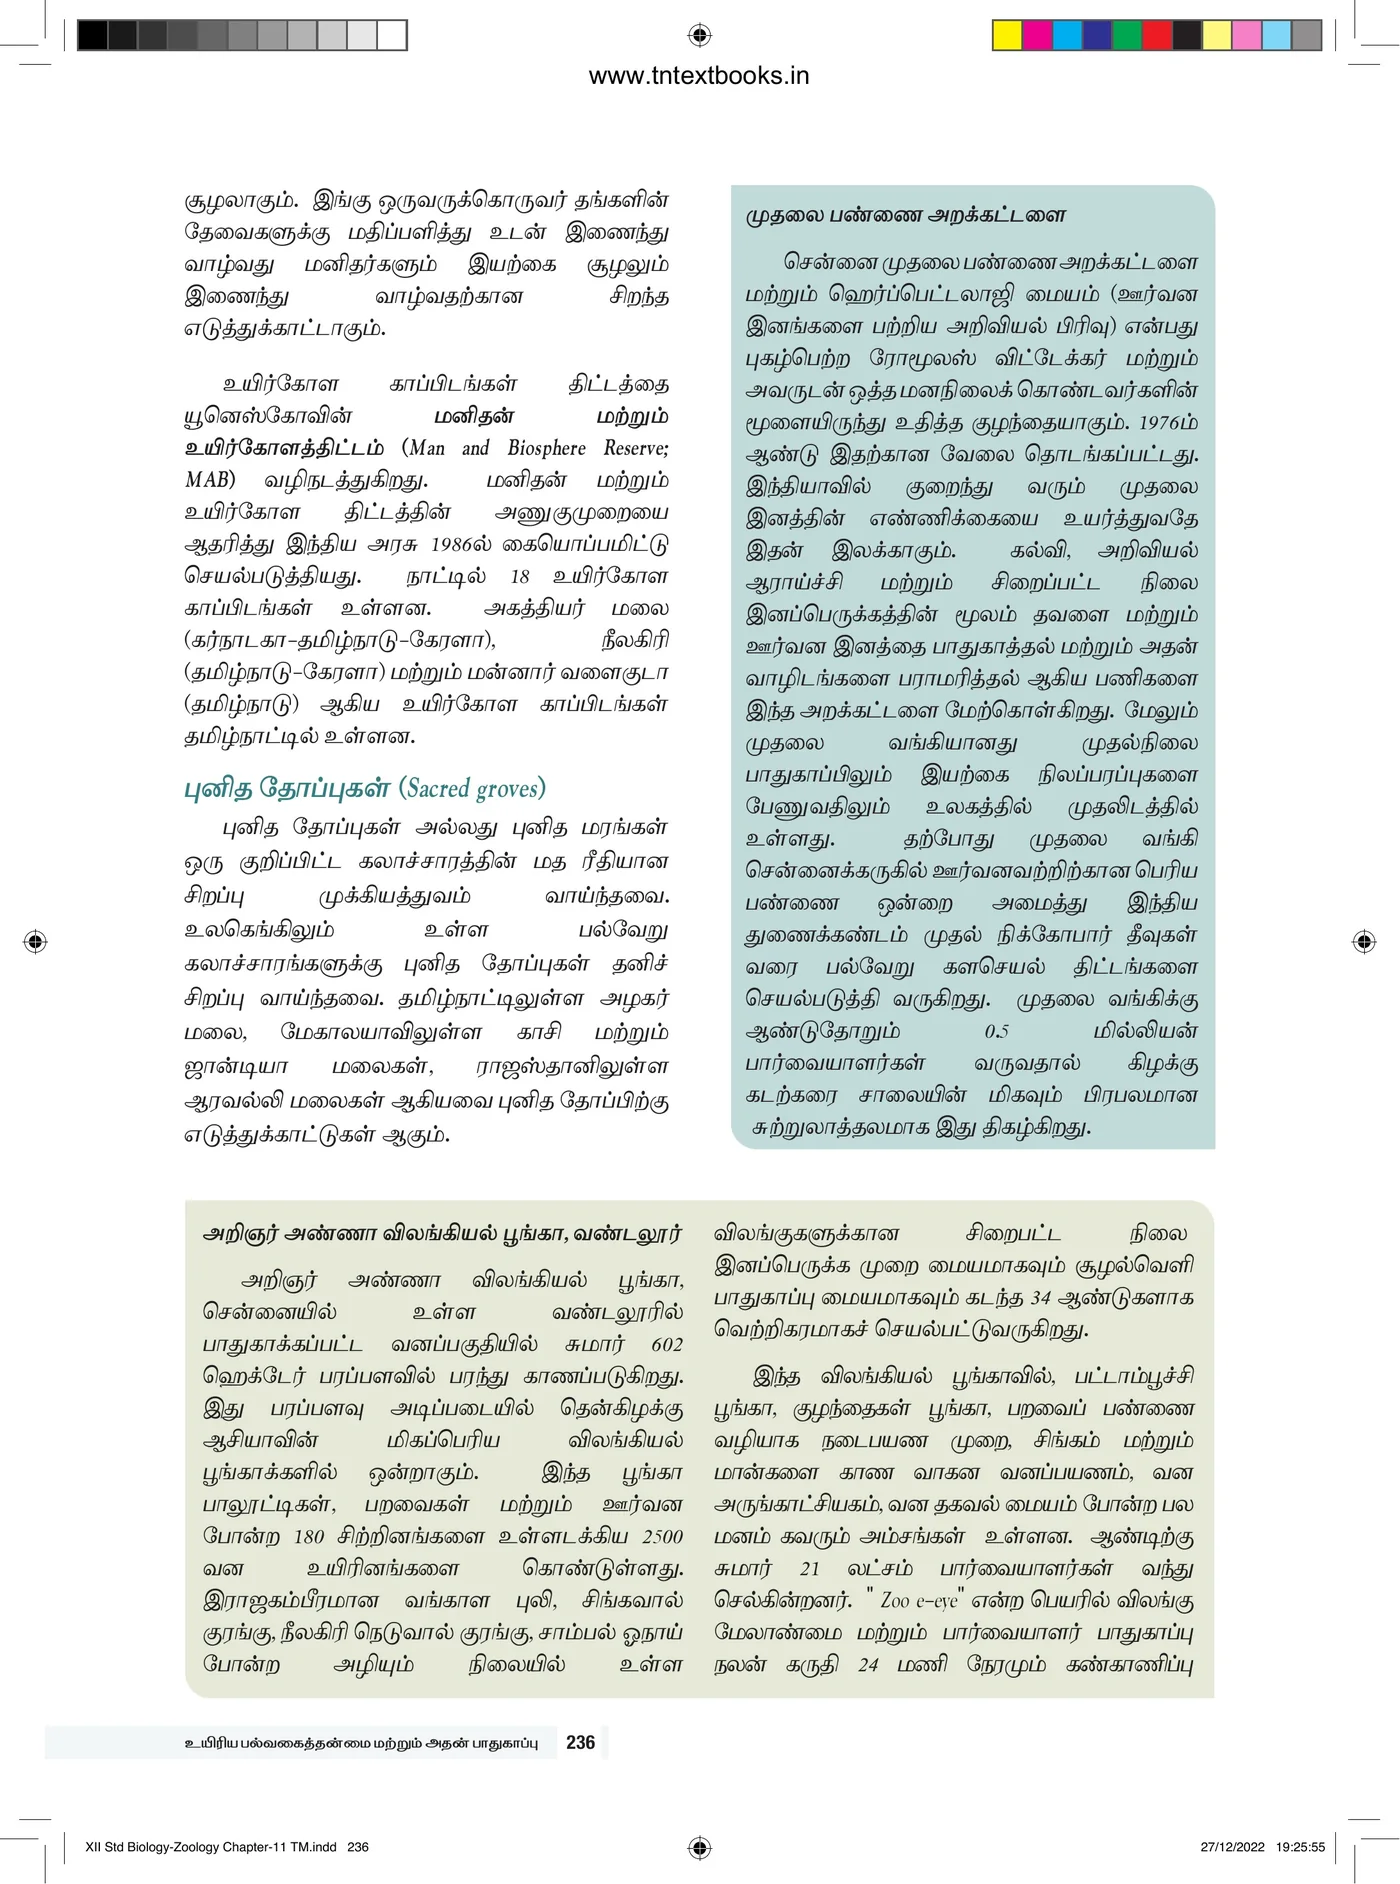 www.tntextbooks.in
சூழலாகும். இங்கு ஒருவருக்கொருவர் தங்களின்
தேவைகளுக்கு மதிப்பளித்து உடன் இணைந்து
வாழ்வது மனிதர்களும் இயற்கை சூழலும்
இணைந்து வாழ்வதற்கான சிறந்த
எடுத்துக்காட்டாகும்.
உயிர்கோள காப்பிடங்கள் திட்டத்தை
யூனெஸ்கோவின் மனிதன் மற்றும்
உயிர்கோளத்திட்டம் (Man and Biosphere Reserve;
MAB) வழிநடத்துகிறது. மனிதன் மற்றும்
உயிர்கோள திட்டத்தின் அணுகுமுறையை
ஆதரித்து இந்திய அரசு 1986ல் கையொப்பமிட்டு
செயல்படுத்தியது. நாட்டில் 18 உயிர்கோள
காப்பிடங்கள் உள்ளன. அகத்தியர் மலை
(கர்நாடகா-தமிழ்நாடு-கேரளா), நீலகிரி
(தமிழ்நாடு-கேரளா) மற்றும் மன்னார் வளைகுடா
(தமிழ்நாடு) ஆகிய உயிர்கோள காப்பிடங்கள்
தமிழ்நாட்டில் உள்ளன.
புனித தோப்புகள் (Sacred groves)
புனித தோப்புகள் அல்லது புனித மரங்கள்
ஒரு குறிப்பிட்ட கலாச்சாரத்தின் மத ரீதியான
சிறப்பு முக்கியத்துவம் வாய்ந்தவை.
உலகெங்கிலும் உள்ள பல்வேறு
கலாச்சாரங்களுக்கு புனித தோப்புகள் தனிச்
சிறப்பு வாய்ந்தவை. தமிழ்நாட்டிலுள்ள அழகர்
மலை, மேகாலயாவிலுள்ள காசி மற்றும்
ஜான்டியா மலைகள், ராஜஸ்தானிலுள்ள
ஆரவல்லி மலைகள் ஆகியவை புனித தோப்பிற்கு
எடுத்துக்காட்டுகள் ஆகும்.
முதலை பண்ணை அறக்கட்டளை
சென்னை முதலை பண்ணை அறக்கட்டளை
மற்றும் ஹெர்ப்பெட்டலாஜி மையம் (ஊர்வன
இனங்களை பற்றிய அறிவியல் பிரிவு) என்பது
புகழ்பெற்ற ரோமூலஸ் விட்டேக்கர் மற்றும்
அவருடன் ஒத்த மனநிலைக் கொண்டவர்களின்
மூளையிருந்து உதித்த குழந்தையாகும். 1976ம்
ஆண்டு இதற்கான வேலை தொடங்கப்பட்டது.
இந்தியாவில் குறைந்து வரும் முதலை
இனத்தின் எண்ணிக்கையை உயர்த்துவதே
இதன் இலக்காகும். கல்வி, அறிவியல்
ஆராய்ச்சி மற்றும் சிறைப்பட்ட நிலை
இனப்பெருக்கத்தின் மூலம் தவளை மற்றும்
ஊர்வன இனத்தை பாதுகாத்தல் மற்றும் அதன்
வாழிடங்களை பராமரித்தல் ஆகிய பணிகளை
இந்த அறக்கட்டளை மேற்கொள்கிறது. மேலும்
முதலை வங்கியானது முதல்நிலை
பாதுகாப்பிலும் இயற்கை நிலப்பரப்புகளை
பேணுவதிலும் உலகத்தில் முதலிடத்தில்
உள்ளது. தற்போது முதலை வங்கி
சென்னைக்கருகில் ஊர்வனவற்றிற்கான பெரிய
பண்ணை ஒன்றை அமைத்து இந்திய
துணைக்கண்டம் முதல் நிக்கோபார் தீவுகள்
வரை பல்வேறு களசெயல் திட்டங்களை
செயல்படுத்தி வருகிறது. முதலை வங்கிக்கு
ஆண்டுதோறும் 0.5 மில்லியன்
பார்வையாளர்கள் வருவதால் கிழக்கு
கடற்கரை சாலையின் மிகவும் பிரபலமான
சுற்றுலாத்தலமாக இது திகழ்கிறது.
அறிஞர் அண்ணா விலங்கியல் பூங்கா, வண்டலூர்
அறிஞர் அண்ணா விலங்கியல் பூங்கா,
சென்னையில் உள்ள வண்டலூரில்
பாதுகாக்கப்பட்ட வனப்பகுதியில் சுமார் 602
ஹெக்டேர் பரப்பளவில் பரந்து காணப்படுகிறது.
இது பரப்பளவு அடிப்படையில் தென்கிழக்கு
ஆசியாவின் மிகப்பெரிய விலங்கியல்
பூங்காக்களில் ஒன்றாகும். இந்த பூங்கா
பாலூட்டிகள், பறவைகள் மற்றும் ஊர்வன
போன்ற 180 சிற்றினங்களை உள்ளடக்கிய 2500
வன உயிரினங்களை கொண்டுள்ளது.
இராஜகம்பீரமான வங்காள புலி, சிங்கவால்
குரங்கு, நீலகிரி நெடுவால் குரங்கு, சாம்பல் ஓநாய்
போன்ற அழியும் நிலையில் உள்ள
விலங்குகளுக்கான சிறைபட்ட நிலை
இனப்பெருக்க முறை மையமாகவும் சூழல்வெளி
பாதுகாப்பு மையமாகவும் கடந்த 34 ஆண்டுகளாக
வெற்றிகரமாகச் செயல்பட்டுவருகிறது.
இந்த விலங்கியல் பூங்காவில், பட்டாம்பூச்சி
பூங்கா, குழந்தைகள் பூங்கா, பறவைப் பண்ணை
வழியாக நடைபயண முறை, சிங்கம் மற்றும்
மான்களை காண வாகன வனப்பயணம், வன
அருங்காட்சியகம், வன தகவல் மையம் போன்ற பல
மனம் கவரும் அம்சங்கள் உள்ளன. ஆண்டிற்கு
சுமார் 21 லட்சம் பார்வையாளர்கள் வந்து
செல்கின்றனர். " Zoo e-eye" என்ற பெயரில் விலங்கு
மேலாண்மை மற்றும் பார்வையாளர் பாதுகாப்பு
நலன் கருதி 24 மணி நேரமும் கண்காணிப்பு
உயிரிய பல்வகைத்தன்மை மற்றும் அதன் பாதுகாப்பு 236
XII Std Biology-Zoology Chapter-11 TM.indd 236 27/12/2022 19:25:55